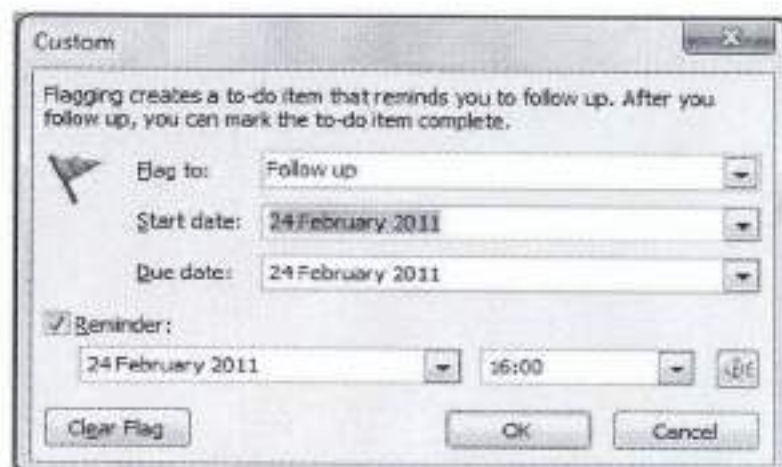 Custom
Flagging creates a to-do item that reminds you to follow up. After you
follow up, you can mark the to-do item complete.
Flag to: Follow up
Start date: 24 February 2011
Due date: 24 February 2011
Reminder:
24 February 2011 16:00
Clear Flag OK Cancel